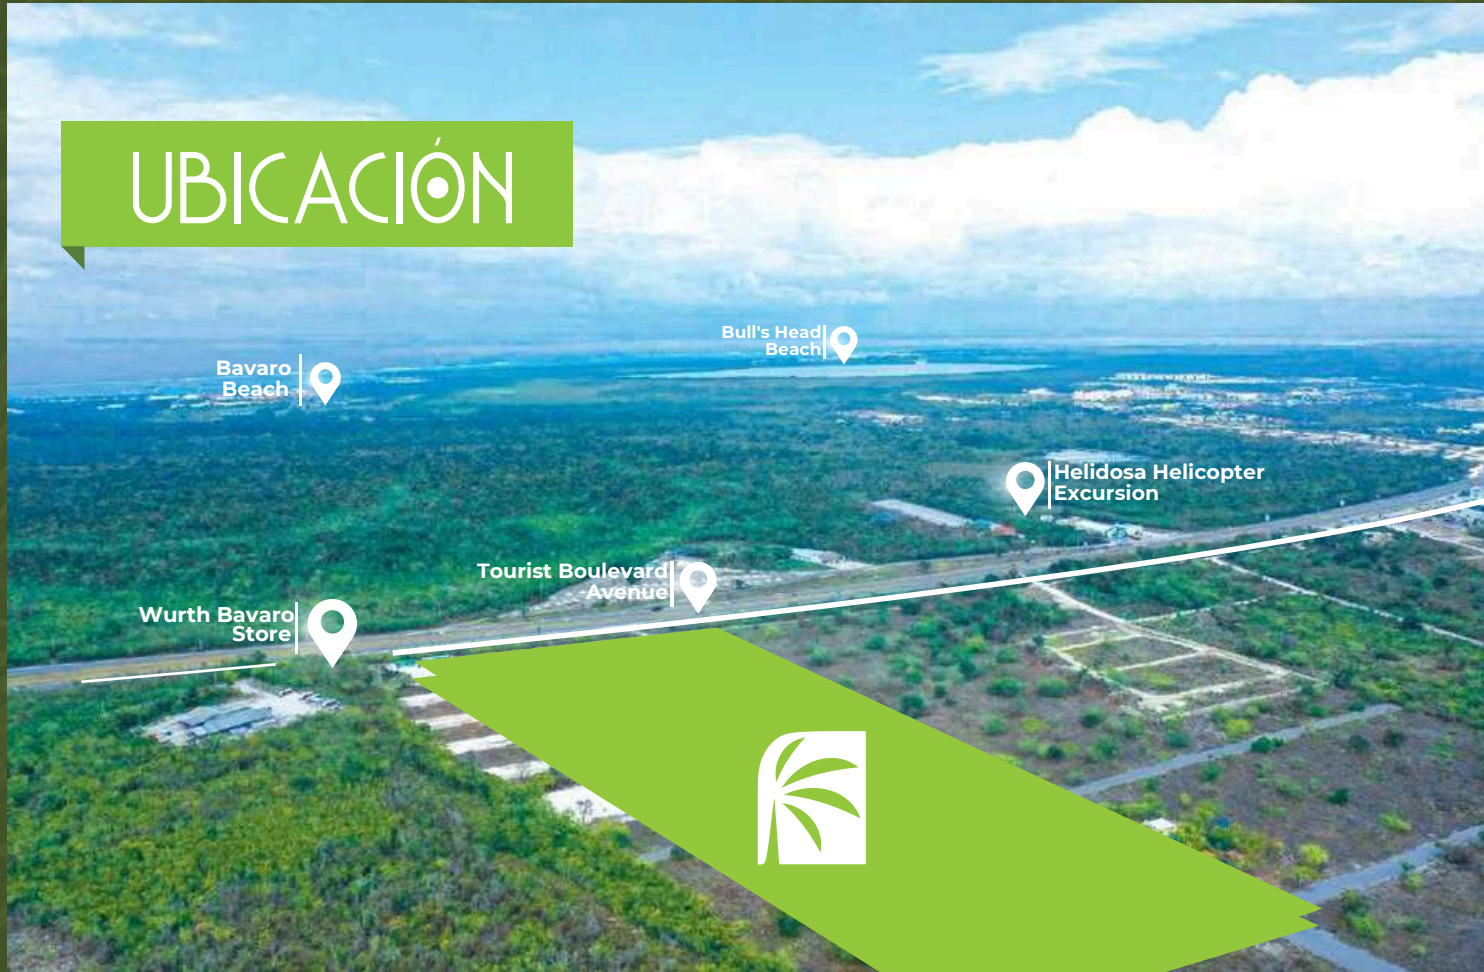 UBICACIÓN
Bull's Head
Beach
Bavaro
Beach
Helidosa Helicopter
Excursion
Tourist Boulevard
Avenue
Wurth Bavaro
Store